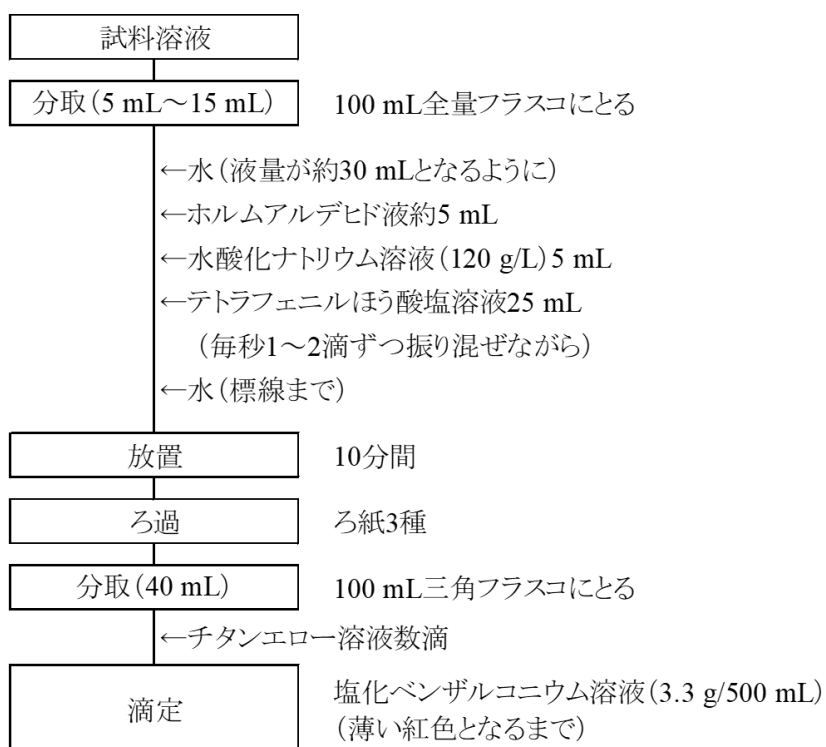 試料溶液
分取(5 mL～15 mL) 100 mL全量フラスコにとる
←水(液量が約30 mLとなるように)
←ホルムアルデヒド液約5 mL
←水酸化ナトリウム溶液(120 g/L)5 mL
←テトラフェニルほう酸塩溶液25 mL
(毎秒1～2滴ずつ振り混ぜながら)
←水(標線まで)
放置 10分間
ろ過 ろ紙3種
分取(40 mL) 100 mL三角フラスコにとる
←チタンエロー溶液数滴
滴定 塩化ベンザルコニウム溶液(3.3 g/500 mL)
(薄い紅色となるまで)